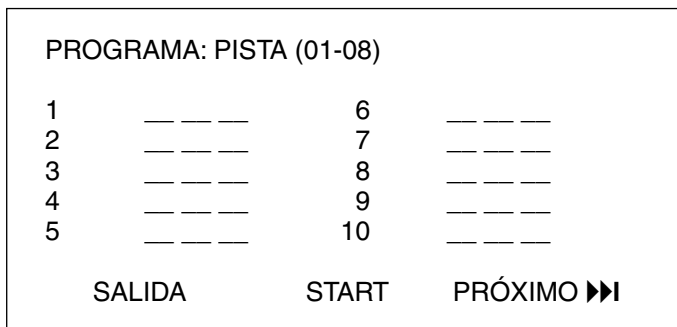 PROGRAMA: PISTA (01-08)
1 __ __ __ 6 __ __ __
2 __ __ __ 7 __ __ __
3 __ __ __ 8 __ __ __
4 __ __ __ 9 __ __ __
5 __ __ __ 10 __ __ __
SALIDA START PRÓXIMO ⏭